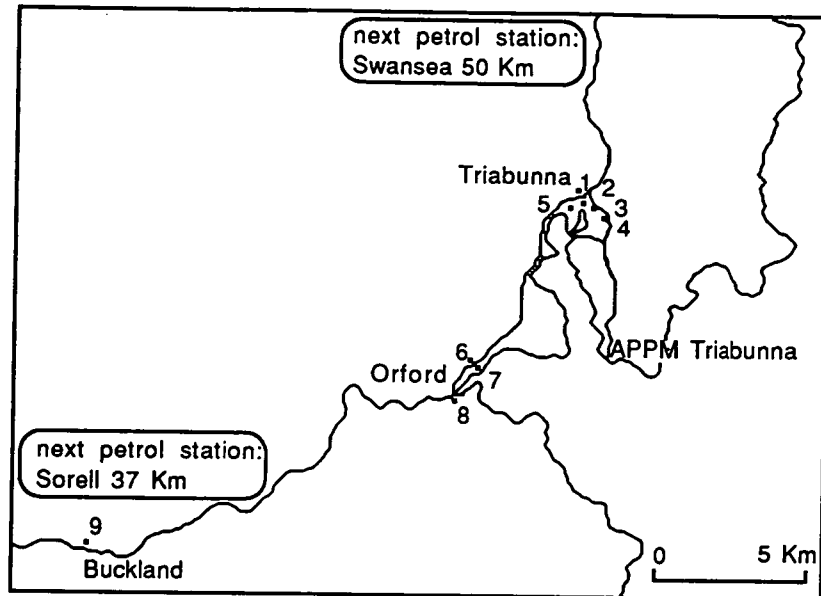 next petrol station:
Swansea 50 Km
Triabunna
1
2
5
3
4
6
APPM Triabunna
Orford
7
8
next petrol station:
Sorell 37 Km
9
Buckland
0 5 Km